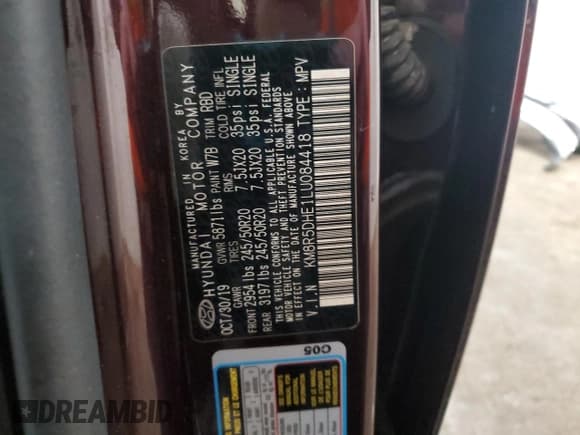 MANUFACTURED IN KOREA BY
HYUNDAI MOTOR COMPANY
OCT/30/19 GVWR 5871lbs PAINT W7B TRIM RBD
GAWR TIRES RIMS COLD TIRE INFL
FRONT 2954 lbs 245/50R20 7.5JX20 35psi SINGLE
REAR 3197 lbs 245/50R20 7.5JX20 35psi SINGLE
THIS VEHICLE CONFORMS TO ALL APPLICABLE U.S.A. FEDERAL
MOTOR VEHICLE SAFETY AND THEFT PREVENTION STANDARDS
IN EFFECT ON THE DATE OF MANUFACTURE SHOWN ABOVE
V.I.N KM8R5DHE1LU084418 TYPE : MPV
C05
DREAMBID